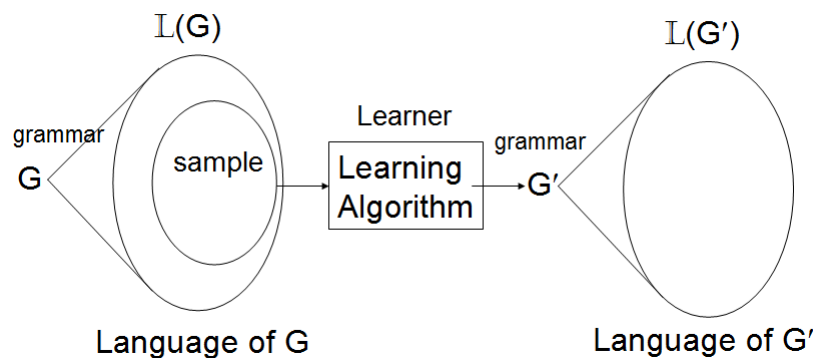 𝕃(G)
grammar
G
sample
Language of G
Learner
Learning
Algorithm
grammar
G′
𝕃(G′)
Language of G′